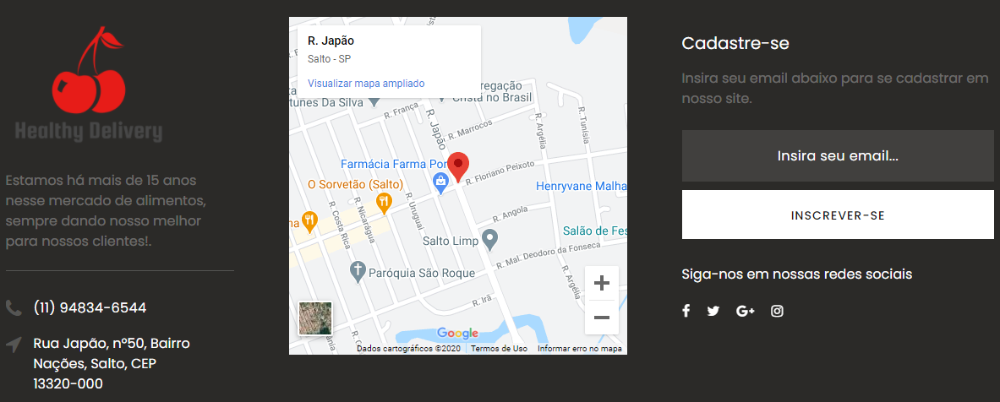 Healthy Delivery
Estamos há mais de 15 anos
nesse mercado de alimentos,
sempre dando nosso melhor
para nossos clientes!.
(11) 94834-6544
Rua Japão, nº50, Bairro
Nações, Salto, CEP
13320-000
R. Japão
Salto - SP
Visualizar mapa ampliado
tunes Da Silva
Cristã no Brasil
R. França
R. Japão
R. Marrocos
R. Argélia
R. Tunísia
Farmácia Farma Por
R. Floriano Peixoto
O Sorvetão (Salto)
Henryvane Malha
R. Costa Rica
R. Nicarágua
R. Uruguai
R. Angola
Salão de Fes
Salto Limp
R. Mal. Deodoro da Fonseca
Paróquia São Roque
R. Argélia
R. Irã
Google
Dados cartográficos ©2020
Termos de Uso
Informar erro no mapa
Cadastre-se
Insira seu email abaixo para se cadastrar em
nosso site.
Insira seu email...
INSCREVER-SE
Siga-nos em nossas redes sociais